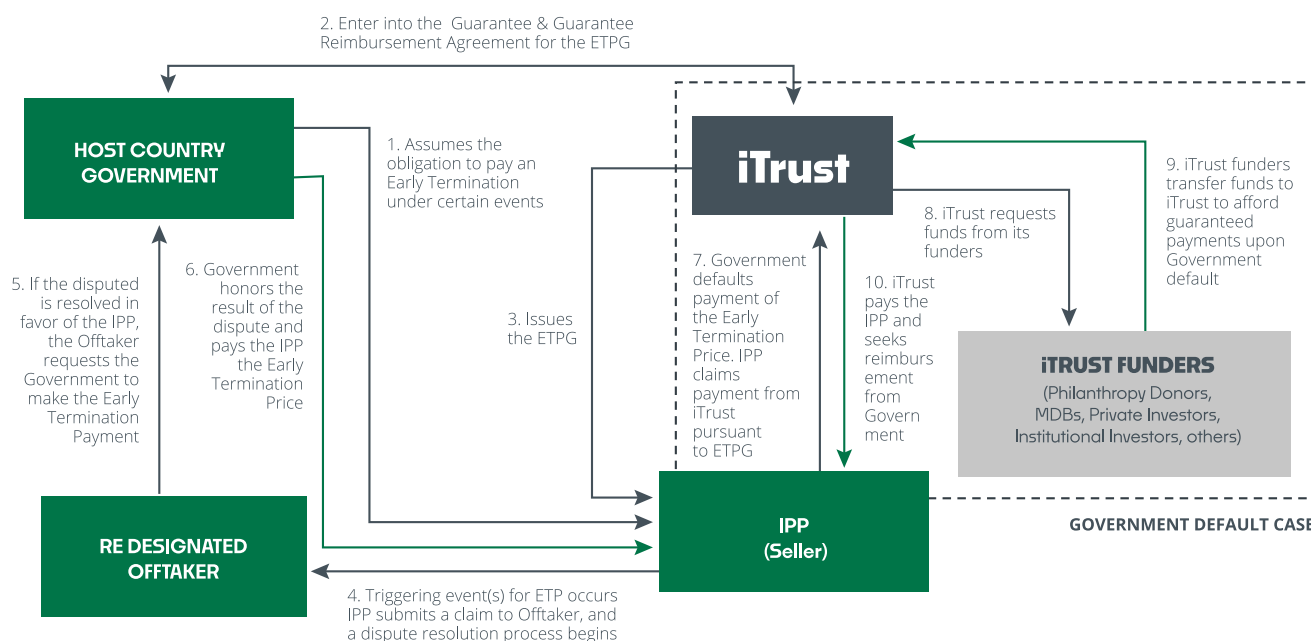 2. Enter into the Guarantee & Guarantee
Reimbursement Agreement for the ETPG
HOST COUNTRY
GOVERNMENT
1. Assumes the
obligation to pay an
Early Termination
under certain events
iTrust
9. iTrust funders
transfer funds to
iTrust to afford
guaranteed
payments upon
Government
default
8. iTrust requests
funds from its
funders
5. If the disputed
is resolved in
favor of the IPP,
the Offtaker
requests the
Government to
make the Early
Termination
Payment
6. Government
honors the
result of the
dispute and
pays the IPP
the Early
Termination
Price
3. Issues
the ETPG
7. Government
defaults
payment of
the Early
Termination
Price. IPP
claims
payment from
iTrust
pursuant
to ETPG
10. iTrust
pays the
IPP and
seeks
reimburs
ement
from
Govern
ment
iTRUST FUNDERS
(Philanthropy Donors,
MDBs, Private Investors,
Institutional Investors, others)
RE DESIGNATED
OFFTAKER
IPP
(Seller)
GOVERNMENT DEFAULT CASE
4. Triggering event(s) for ETP occurs
IPP submits a claim to Offtaker, and
a dispute resolution process begins